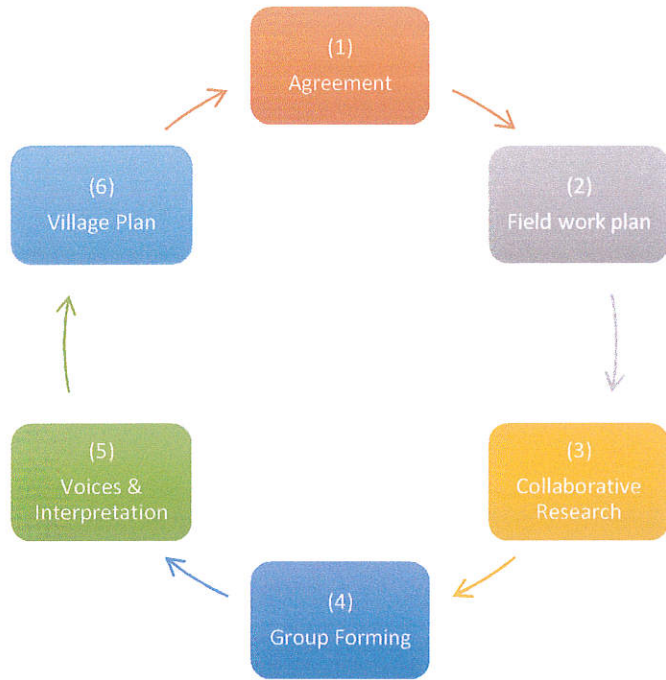 (1)
Agreement
(2)
Field work plan
(3)
Collaborative
Research
(4)
Group Forming
(5)
Voices &
Interpretation
(6)
Village Plan